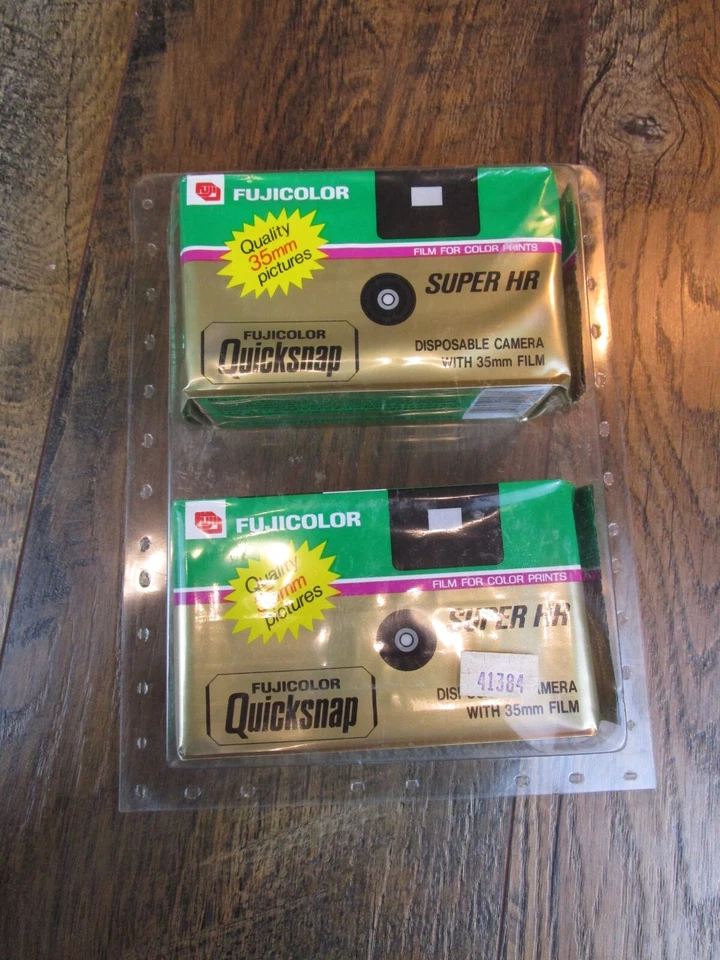 FUJI FUJICOLOR
Quality
35mm
pictures
FILM FOR COLOR PRINTS
SUPER HR
FUJICOLOR
Quicksnap
DISPOSABLE CAMERA
WITH 35mm FILM
FUJICOLOR
Quality
pictures
FILM FOR COLOR PRINTS
SUPER HR
41384
FUJICOLOR
Quicksnap
WITH 35mm FILM